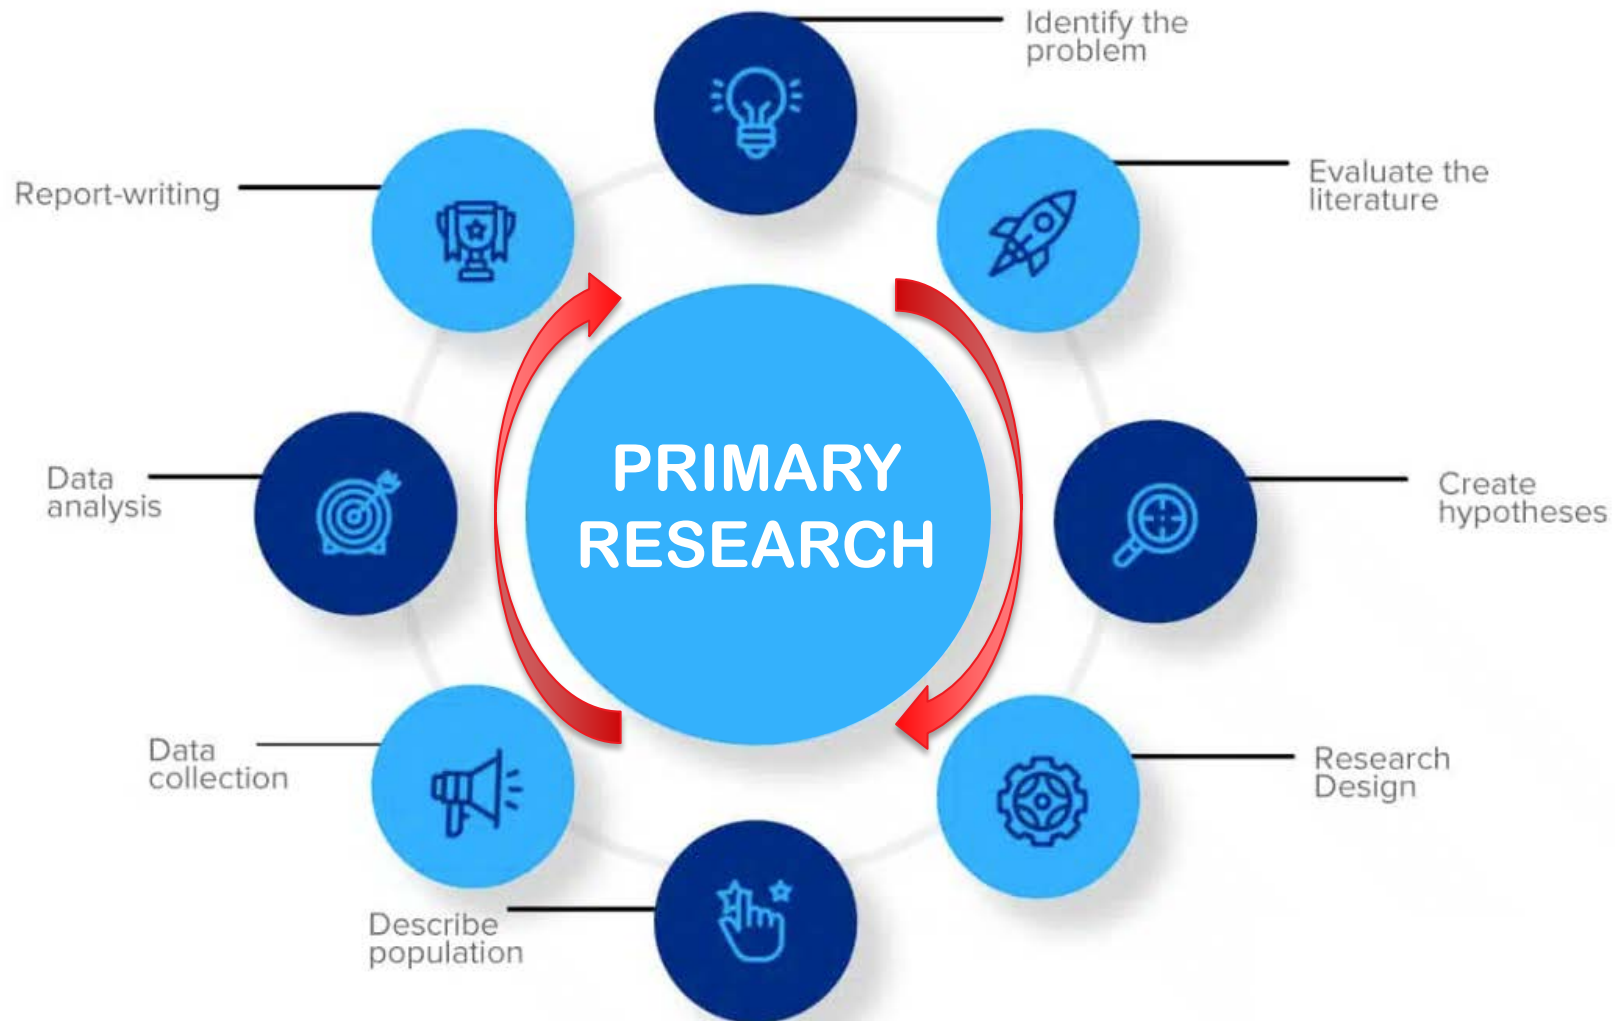 Identify the
problem
Evaluate the
literature
Create
hypotheses
Research
Design
Describe
population
Data
collection
Data
analysis
Report-writing
PRIMARY
RESEARCH